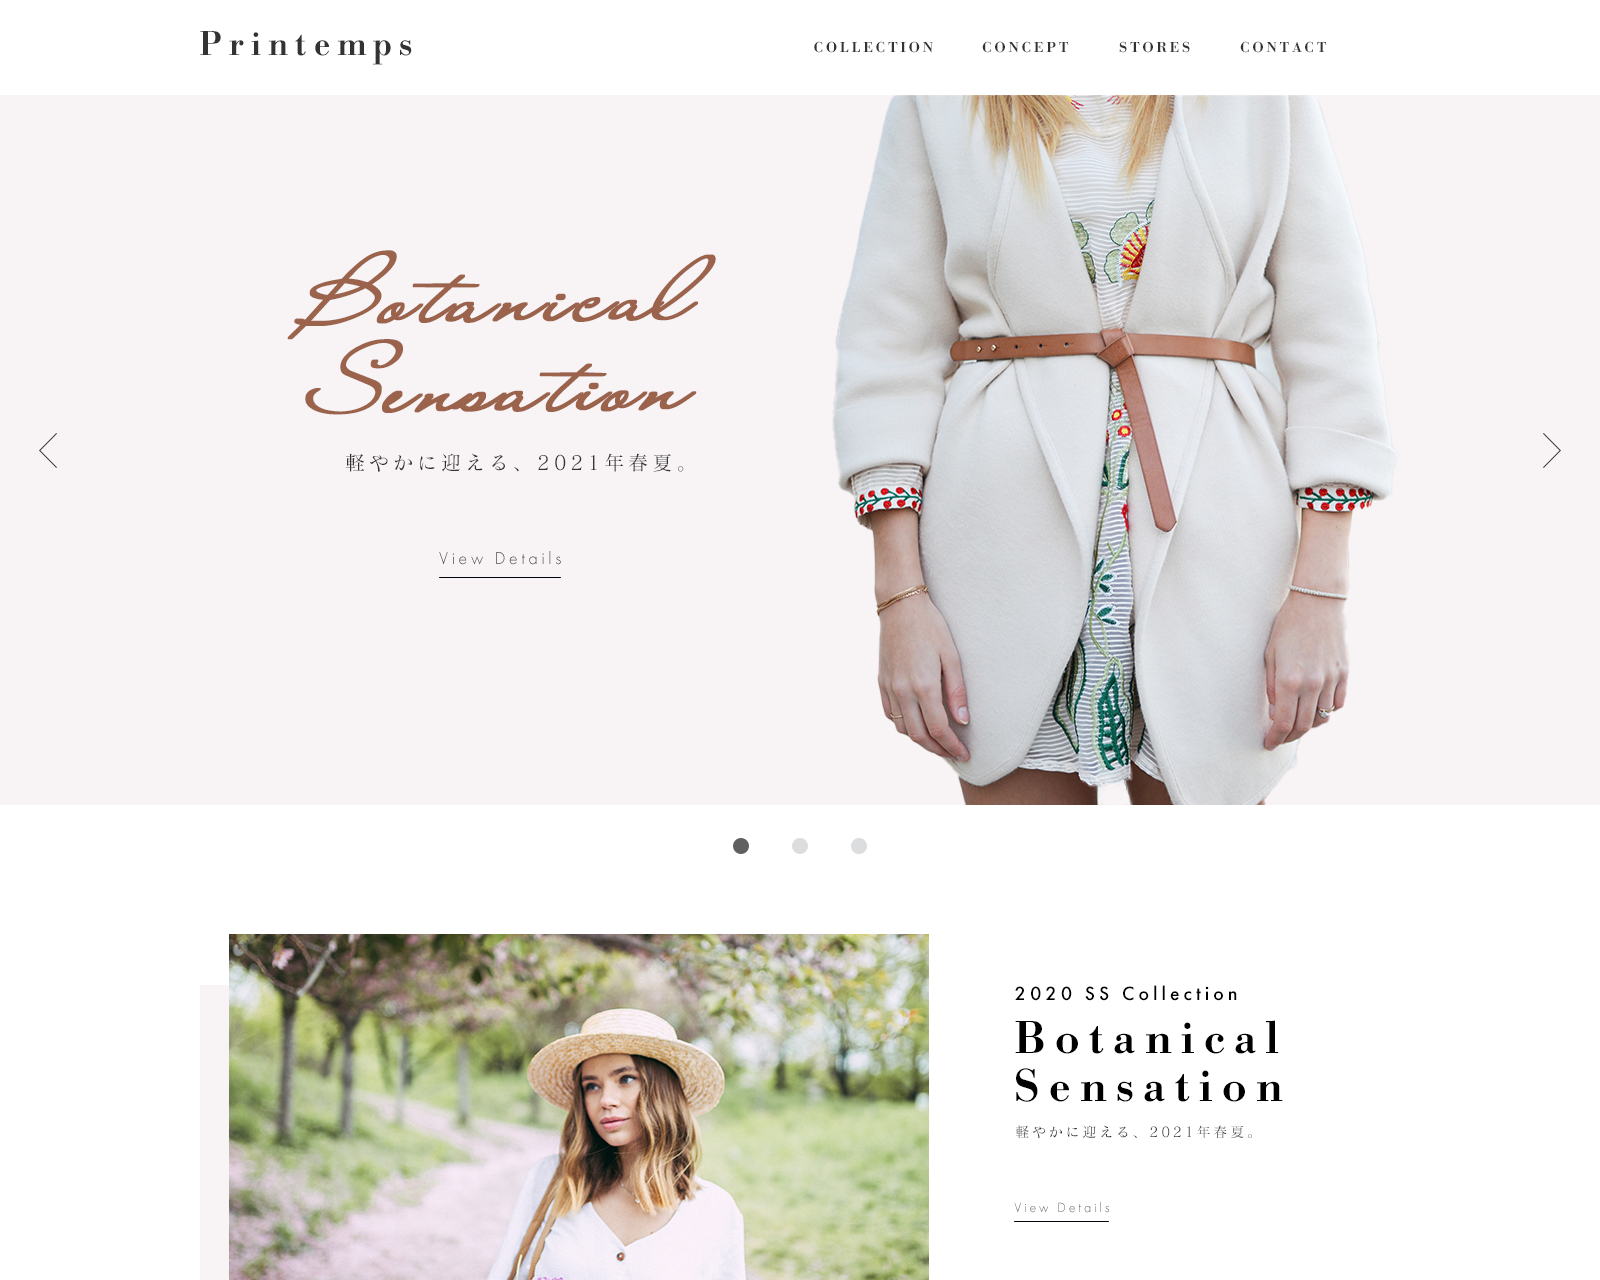 Printemps
COLLECTION CONCEPT STORES CONTACT
Botanical
Sensation
軽やかに迎える、2021年春夏。
View Details
2020 SS Collection
Botanical
Sensation
軽やかに迎える、2021年春夏。
View Details